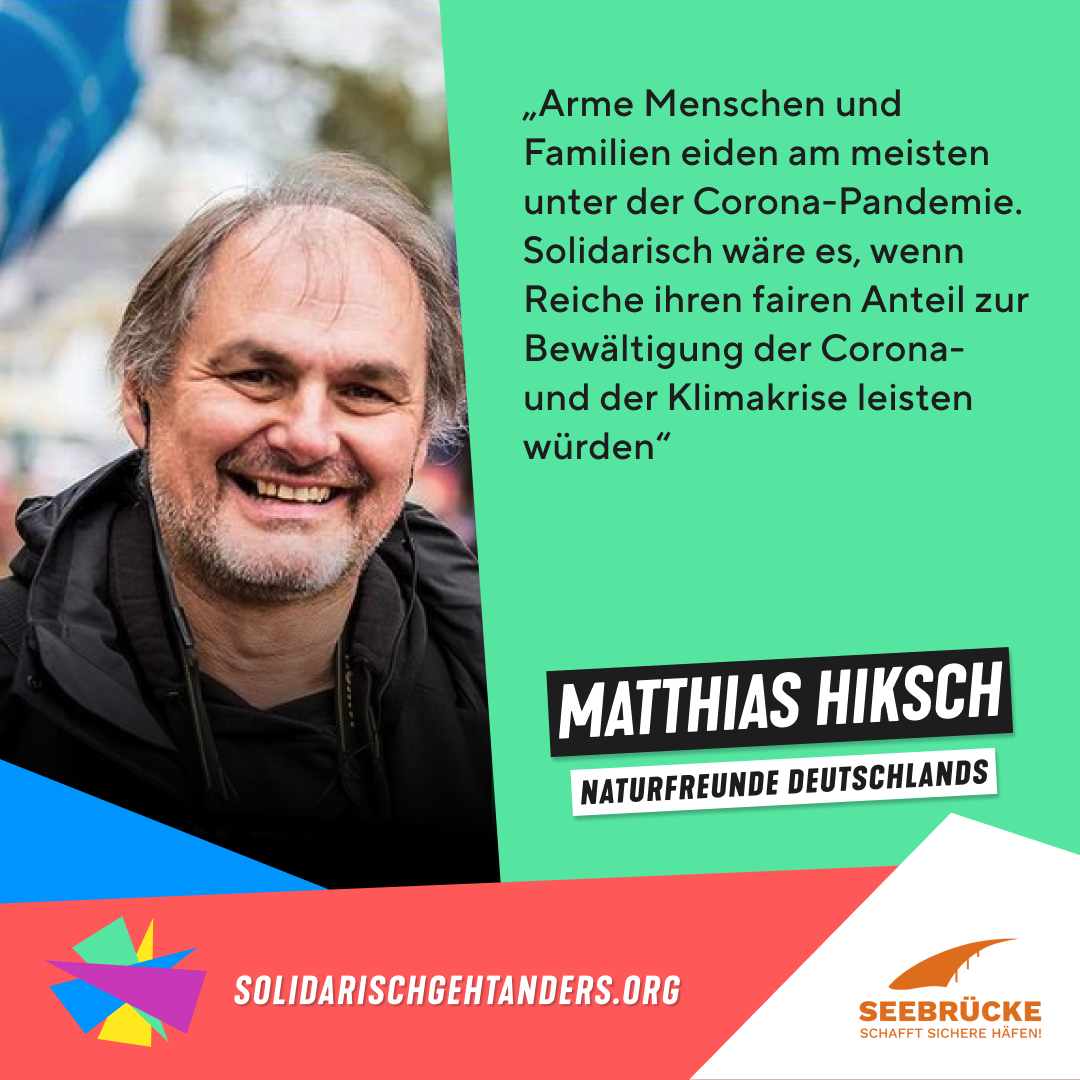 „Arme Menschen und
Familien eiden am meisten
unter der Corona-Pandemie.
Solidarisch wäre es, wenn
Reiche ihren fairen Anteil zur
Bewältigung der Corona-
und der Klimakrise leisten
würden“
MATTHIAS HIKSCH
NATURFREUNDE DEUTSCHLANDS
SOLIDARISCHGEHTANDERS.ORG
SEEBRÜCKE
SCHAFFT SICHERE HÄFEN!